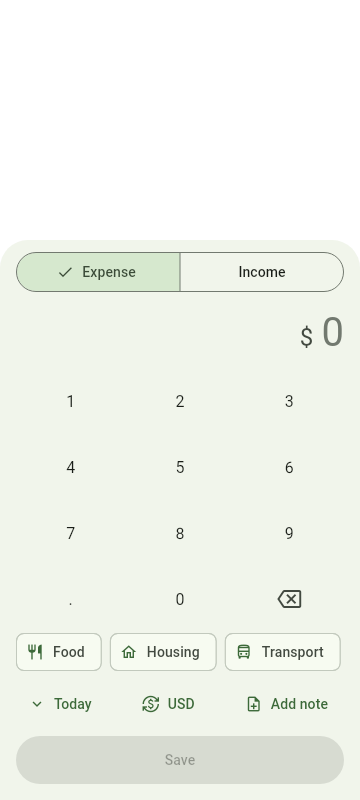 Expense Income
$ 0
1 2 3
4 5 6
7 8 9
. 0
Food Housing Transport
Today USD Add note
Save